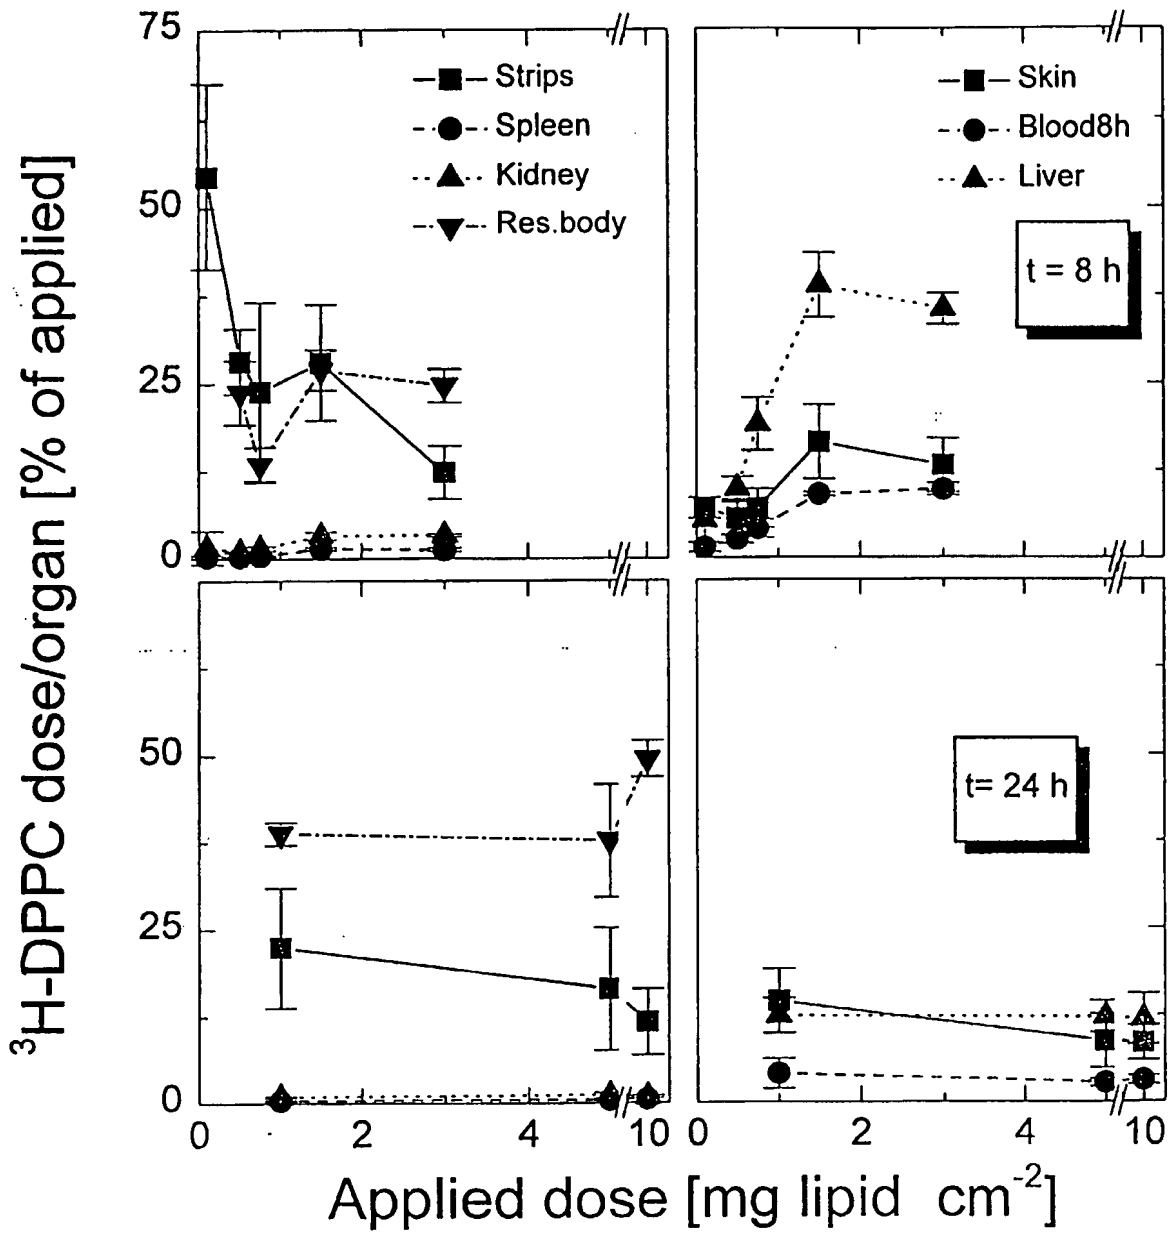 ³H-DPPC dose/organ [% of applied]
75
50
25
0
Strips
Spleen
Kidney
Res.body
Skin
Blood8h
Liver
t = 8 h
50
25
0
t= 24 h
0 2 4 10 0 2 4 10
Applied dose [mg lipid cm⁻²]